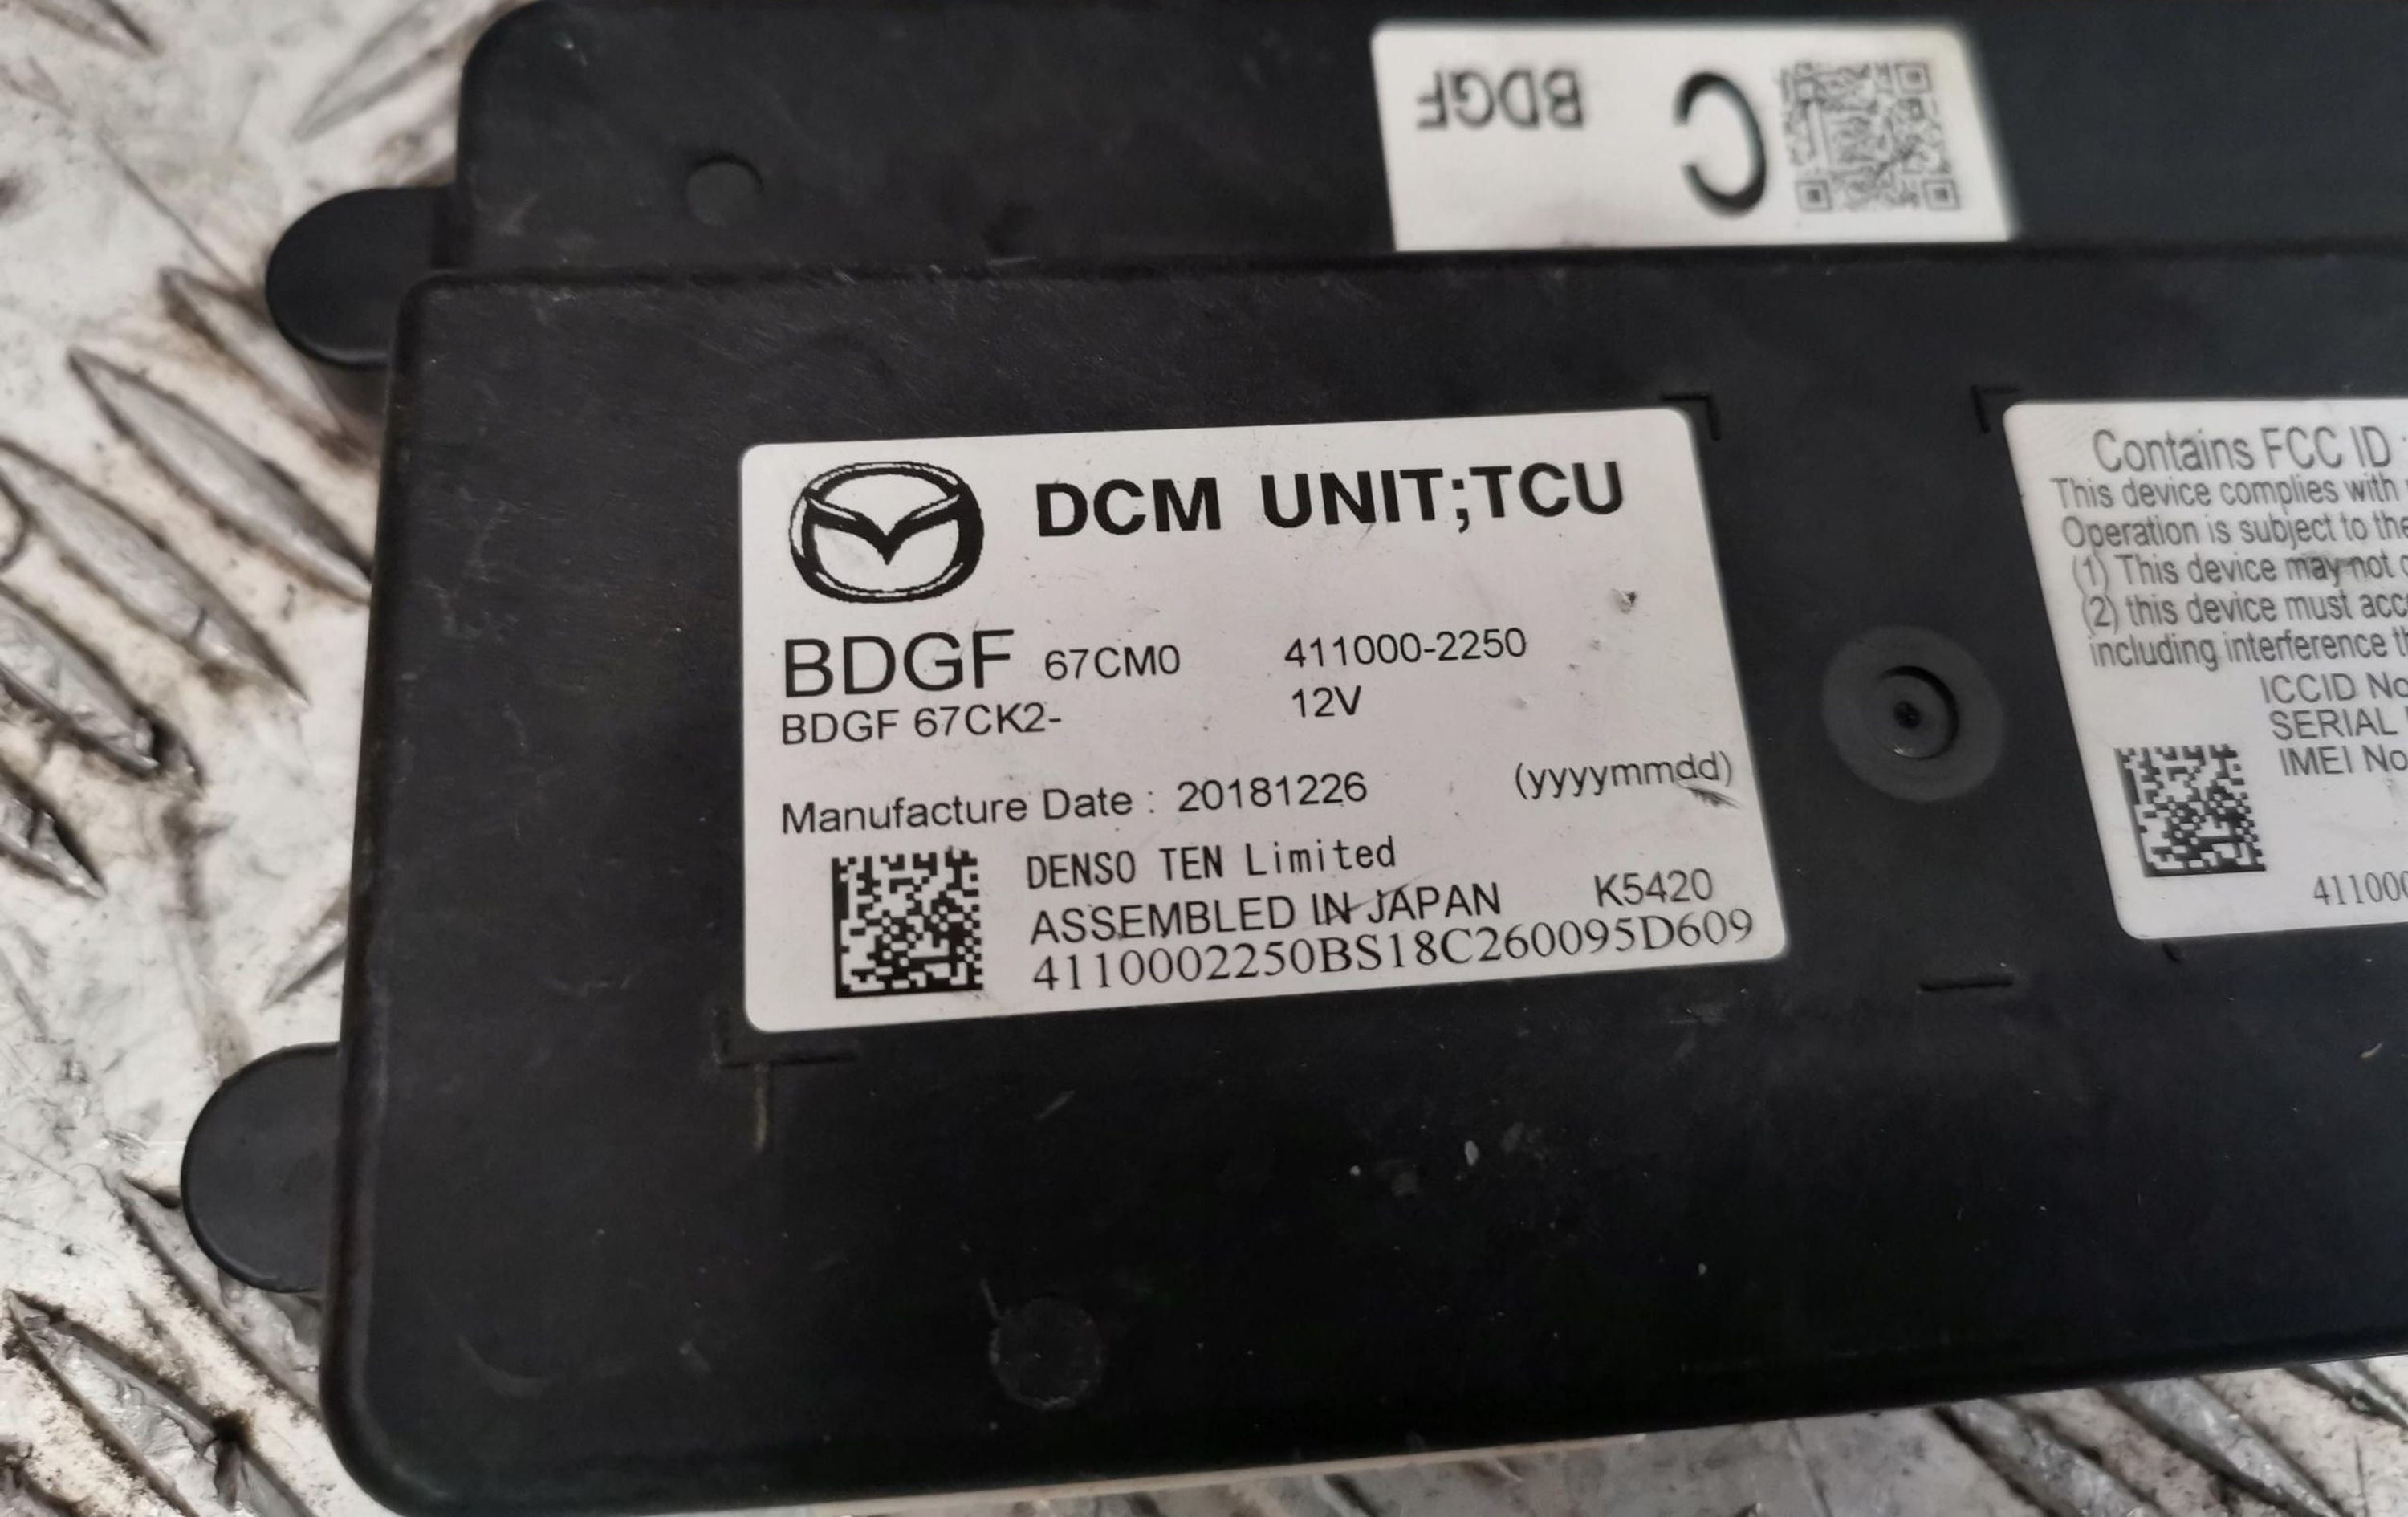 BDGF C
DCM UNIT;TCU
BDGF 67CM0 411000-2250
BDGF 67CK2- 12V
Manufacture Date : 20181226 (yyyymmdd)
DENSO TEN Limited
ASSEMBLED IN JAPAN K5420
4110002250BS18C260095D609
Contains FCC ID :
This device complies with
Operation is subject to the
(1) This device may not
(2) this device must
including interference
ICCID No
SERIAL
IMEI No
411000